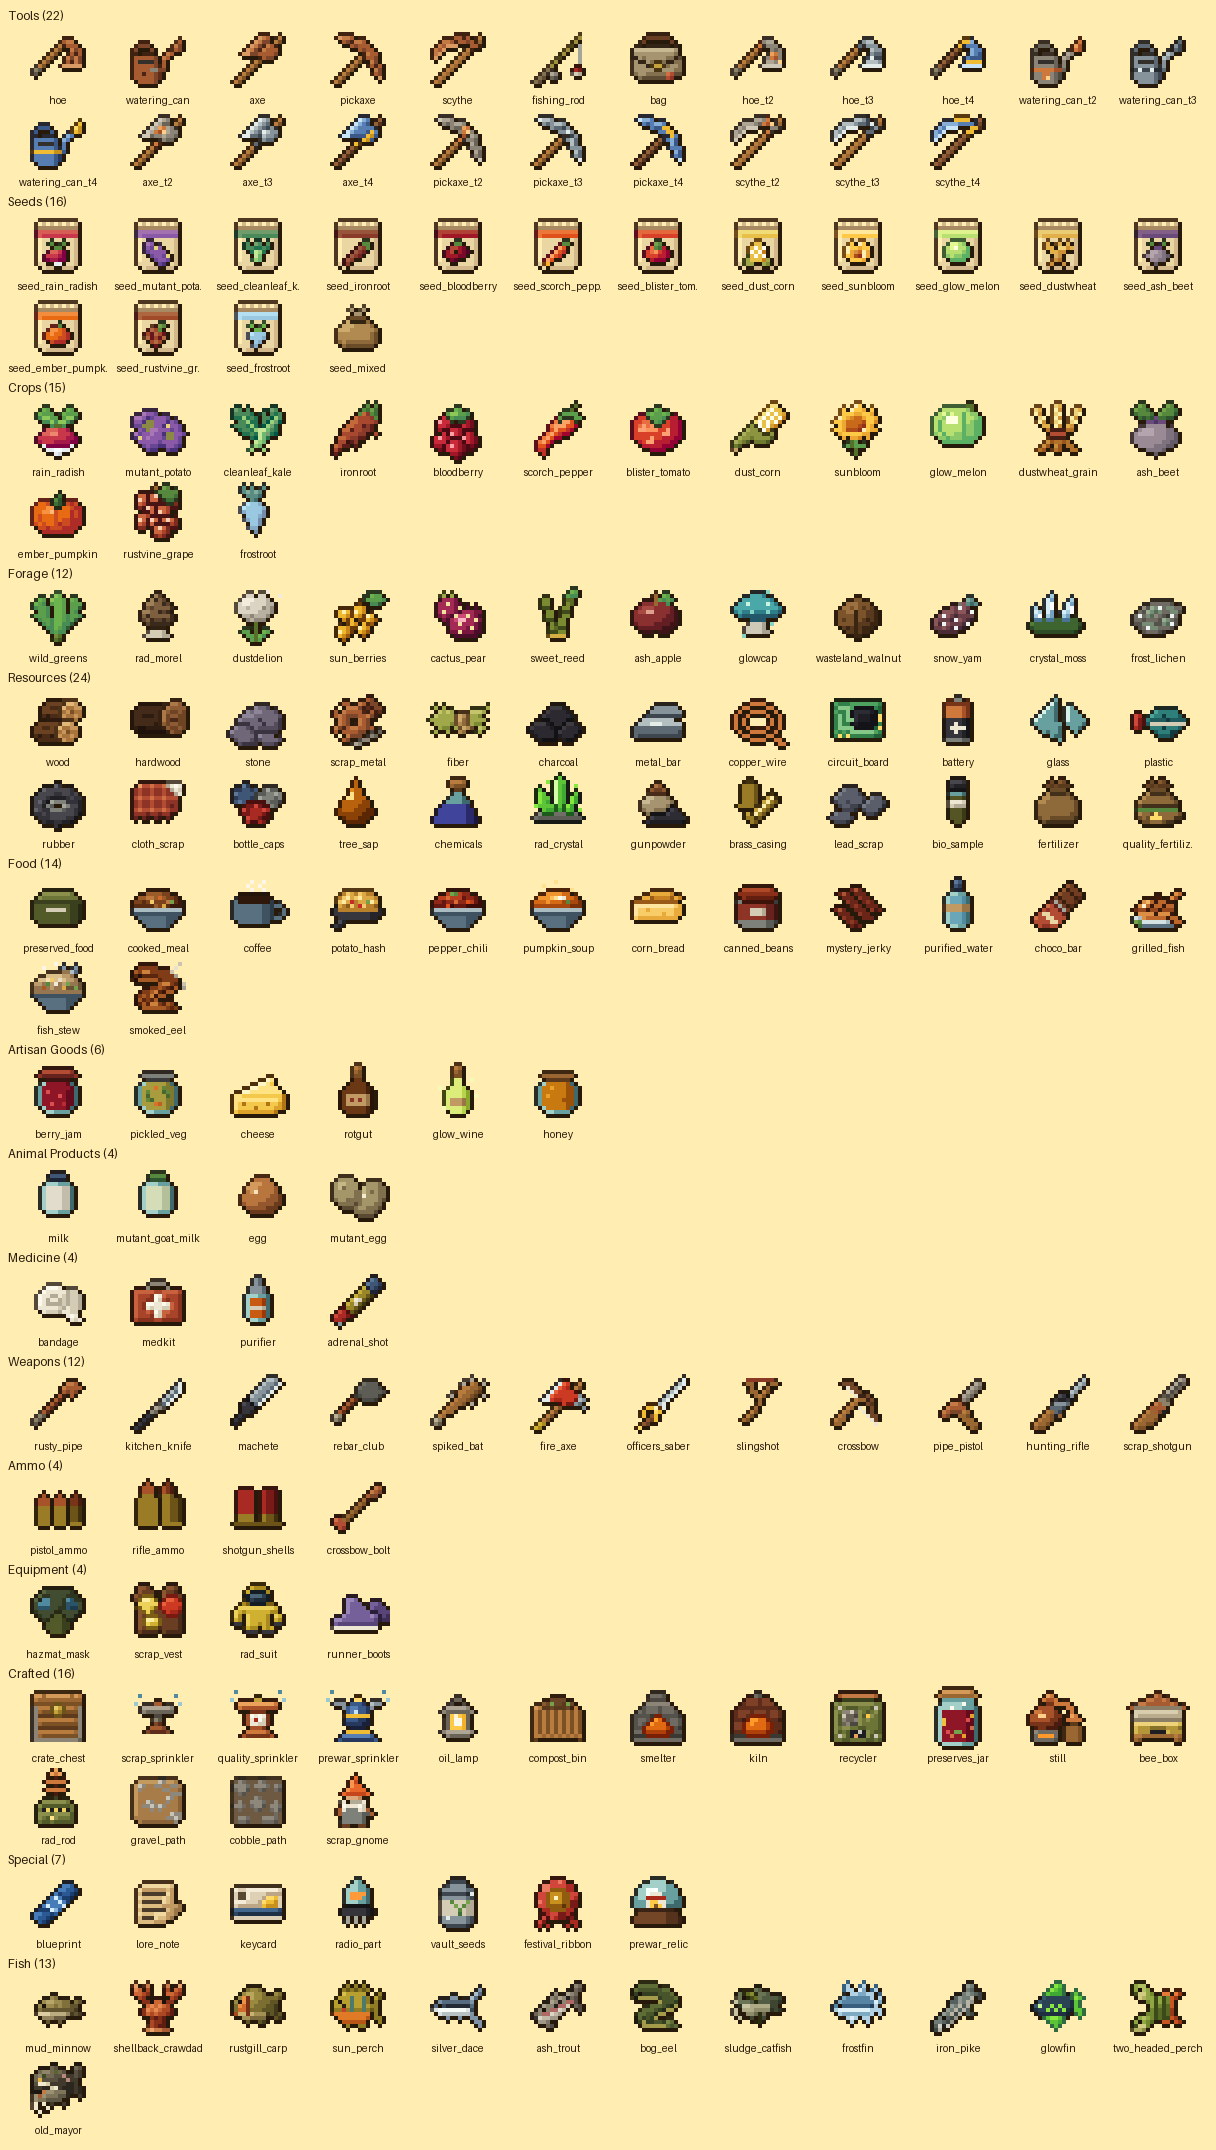 Tools (22)
hoe watering_can axe pickaxe scythe fishing_rod bag hoe_t2 hoe_t3 hoe_t4 watering_can_t2 watering_can_t3
watering_can_t4 axe_t2 axe_t3 axe_t4 pickaxe_t2 pickaxe_t3 pickaxe_t4 scythe_t2 scythe_t3 scythe_t4
Seeds (16)
seed_rain_radish seed_mutant_pota. seed_cleanleaf_k. seed_ironroot seed_bloodberry seed_scorch_pepp. seed_blister_tom. seed_dust_corn seed_sunbloom seed_glow_melon seed_dustwheat seed_ash_beet
seed_ember_pumpk. seed_rustvine_gr. seed_frostroot seed_mixed
Crops (15)
rain_radish mutant_potato cleanleaf_kale ironroot bloodberry scorch_pepper blister_tomato dust_corn sunbloom glow_melon dustwheat_grain ash_beet
ember_pumpkin rustvine_grape frostroot
Forage (12)
wild_greens rad_morel dustdelion sun_berries cactus_pear sweet_reed ash_apple glowcap wasteland_walnut snow_yam crystal_moss frost_lichen
Resources (24)
wood hardwood stone scrap_metal fiber charcoal metal_bar copper_wire circuit_board battery glass plastic
rubber cloth_scrap bottle_caps tree_sap chemicals rad_crystal gunpowder brass_casing lead_scrap bio_sample fertilizer quality_fertiliz.
Food (14)
preserved_food cooked_meal coffee potato_hash pepper_chili pumpkin_soup corn_bread canned_beans mystery_jerky purified_water choco_bar grilled_fish
fish_stew smoked_eel
Artisan Goods (6)
berry_jam pickled_veg cheese rotgut glow_wine honey
Animal Products (4)
milk mutant_goat_milk egg mutant_egg
Medicine (4)
bandage medkit purifier adrenal_shot
Weapons (12)
rusty_pipe kitchen_knife machete rebar_club spiked_bat fire_axe officers_saber slingshot crossbow pipe_pistol hunting_rifle scrap_shotgun
Ammo (4)
pistol_ammo rifle_ammo shotgun_shells crossbow_bolt
Equipment (4)
hazmat_mask scrap_vest rad_suit runner_boots
Crafted (16)
crate_chest scrap_sprinkler quality_sprinkler prewar_sprinkler oil_lamp compost_bin smelter kiln recycler preserves_jar still bee_box
rad_rod gravel_path cobble_path scrap_gnome
Special (7)
blueprint lore_note keycard radio_part vault_seeds festival_ribbon prewar_relic
Fish (13)
mud_minnow shellback_crawdad rustgill_carp sun_perch silver_dace ash_trout bog_eel sludge_catfish frostfin iron_pike glowfin two_headed_perch
old_mayor